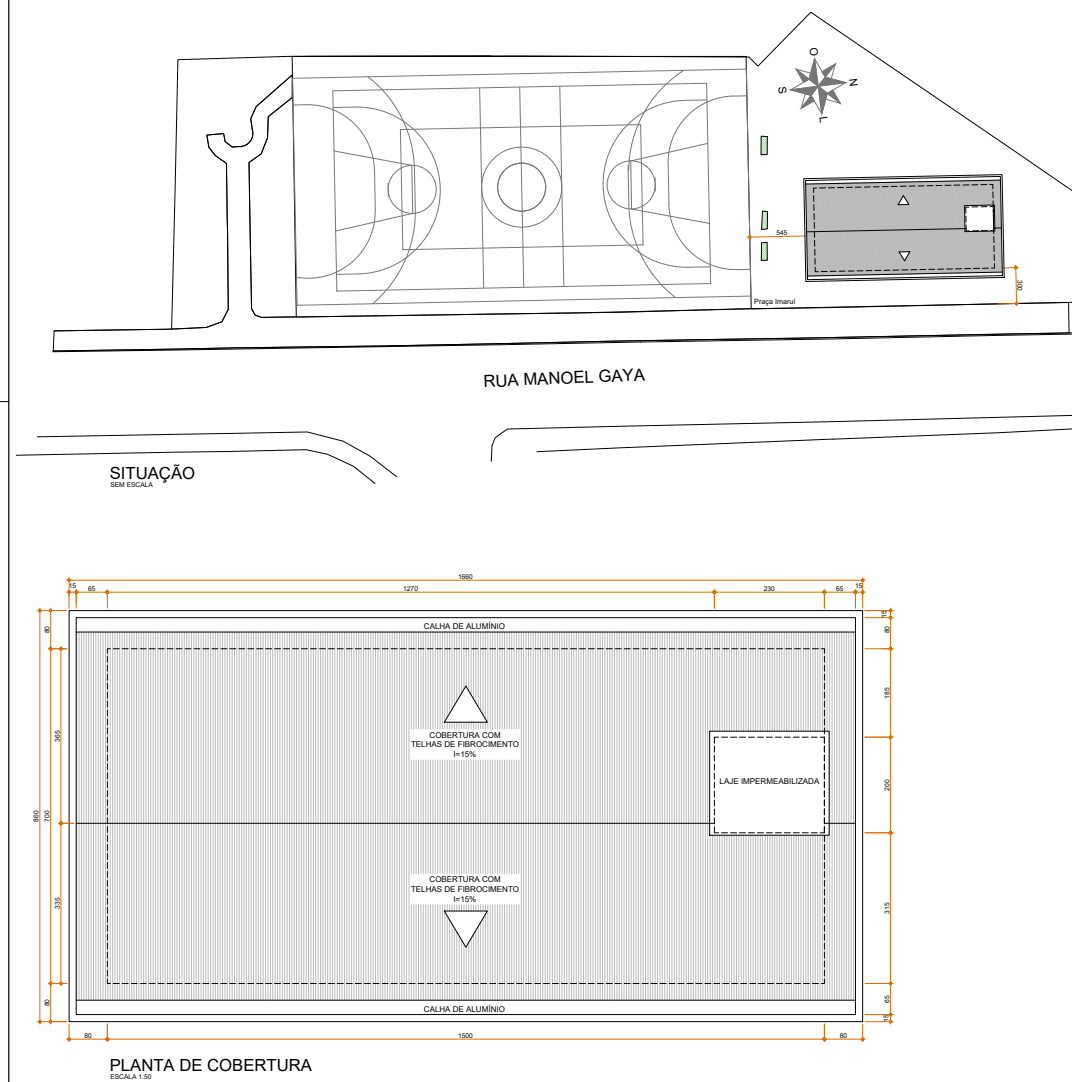 O
N
S
L
545
300
Praça Imaruí
RUA MANOEL GAYA
SITUAÇÃO
SEM ESCALA
1660
15 65 1270 230 65 15
CALHA DE ALUMÍNIO
80
15
80
365
185
COBERTURA COM
TELHAS DE FIBROCIMENTO
I=15%
LAJE IMPERMEABILIZADA
200
860
700
COBERTURA COM
TELHAS DE FIBROCIMENTO
I=15%
335
315
80
65
15
CALHA DE ALUMÍNIO
80 1500 80
PLANTA DE COBERTURA
ESCALA 1:50